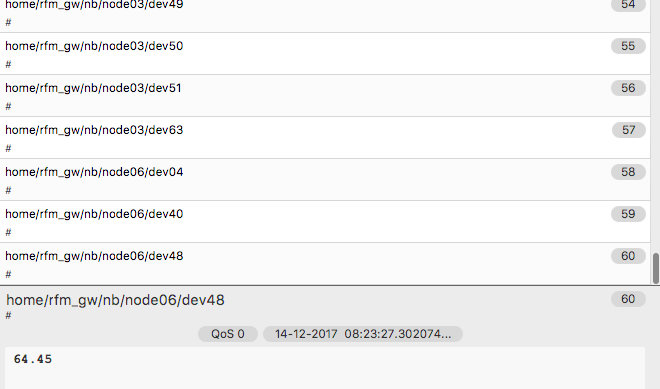 home/rfm_gw/nb/node03/dev49 54
#
home/rfm_gw/nb/node03/dev50 55
#
home/rfm_gw/nb/node03/dev51 56
#
home/rfm_gw/nb/node03/dev63 57
#
home/rfm_gw/nb/node06/dev04 58
#
home/rfm_gw/nb/node06/dev40 59
#
home/rfm_gw/nb/node06/dev48 60
#
home/rfm_gw/nb/node06/dev48 60
#
QoS 0 14-12-2017 08:23:27.302074...
64.45